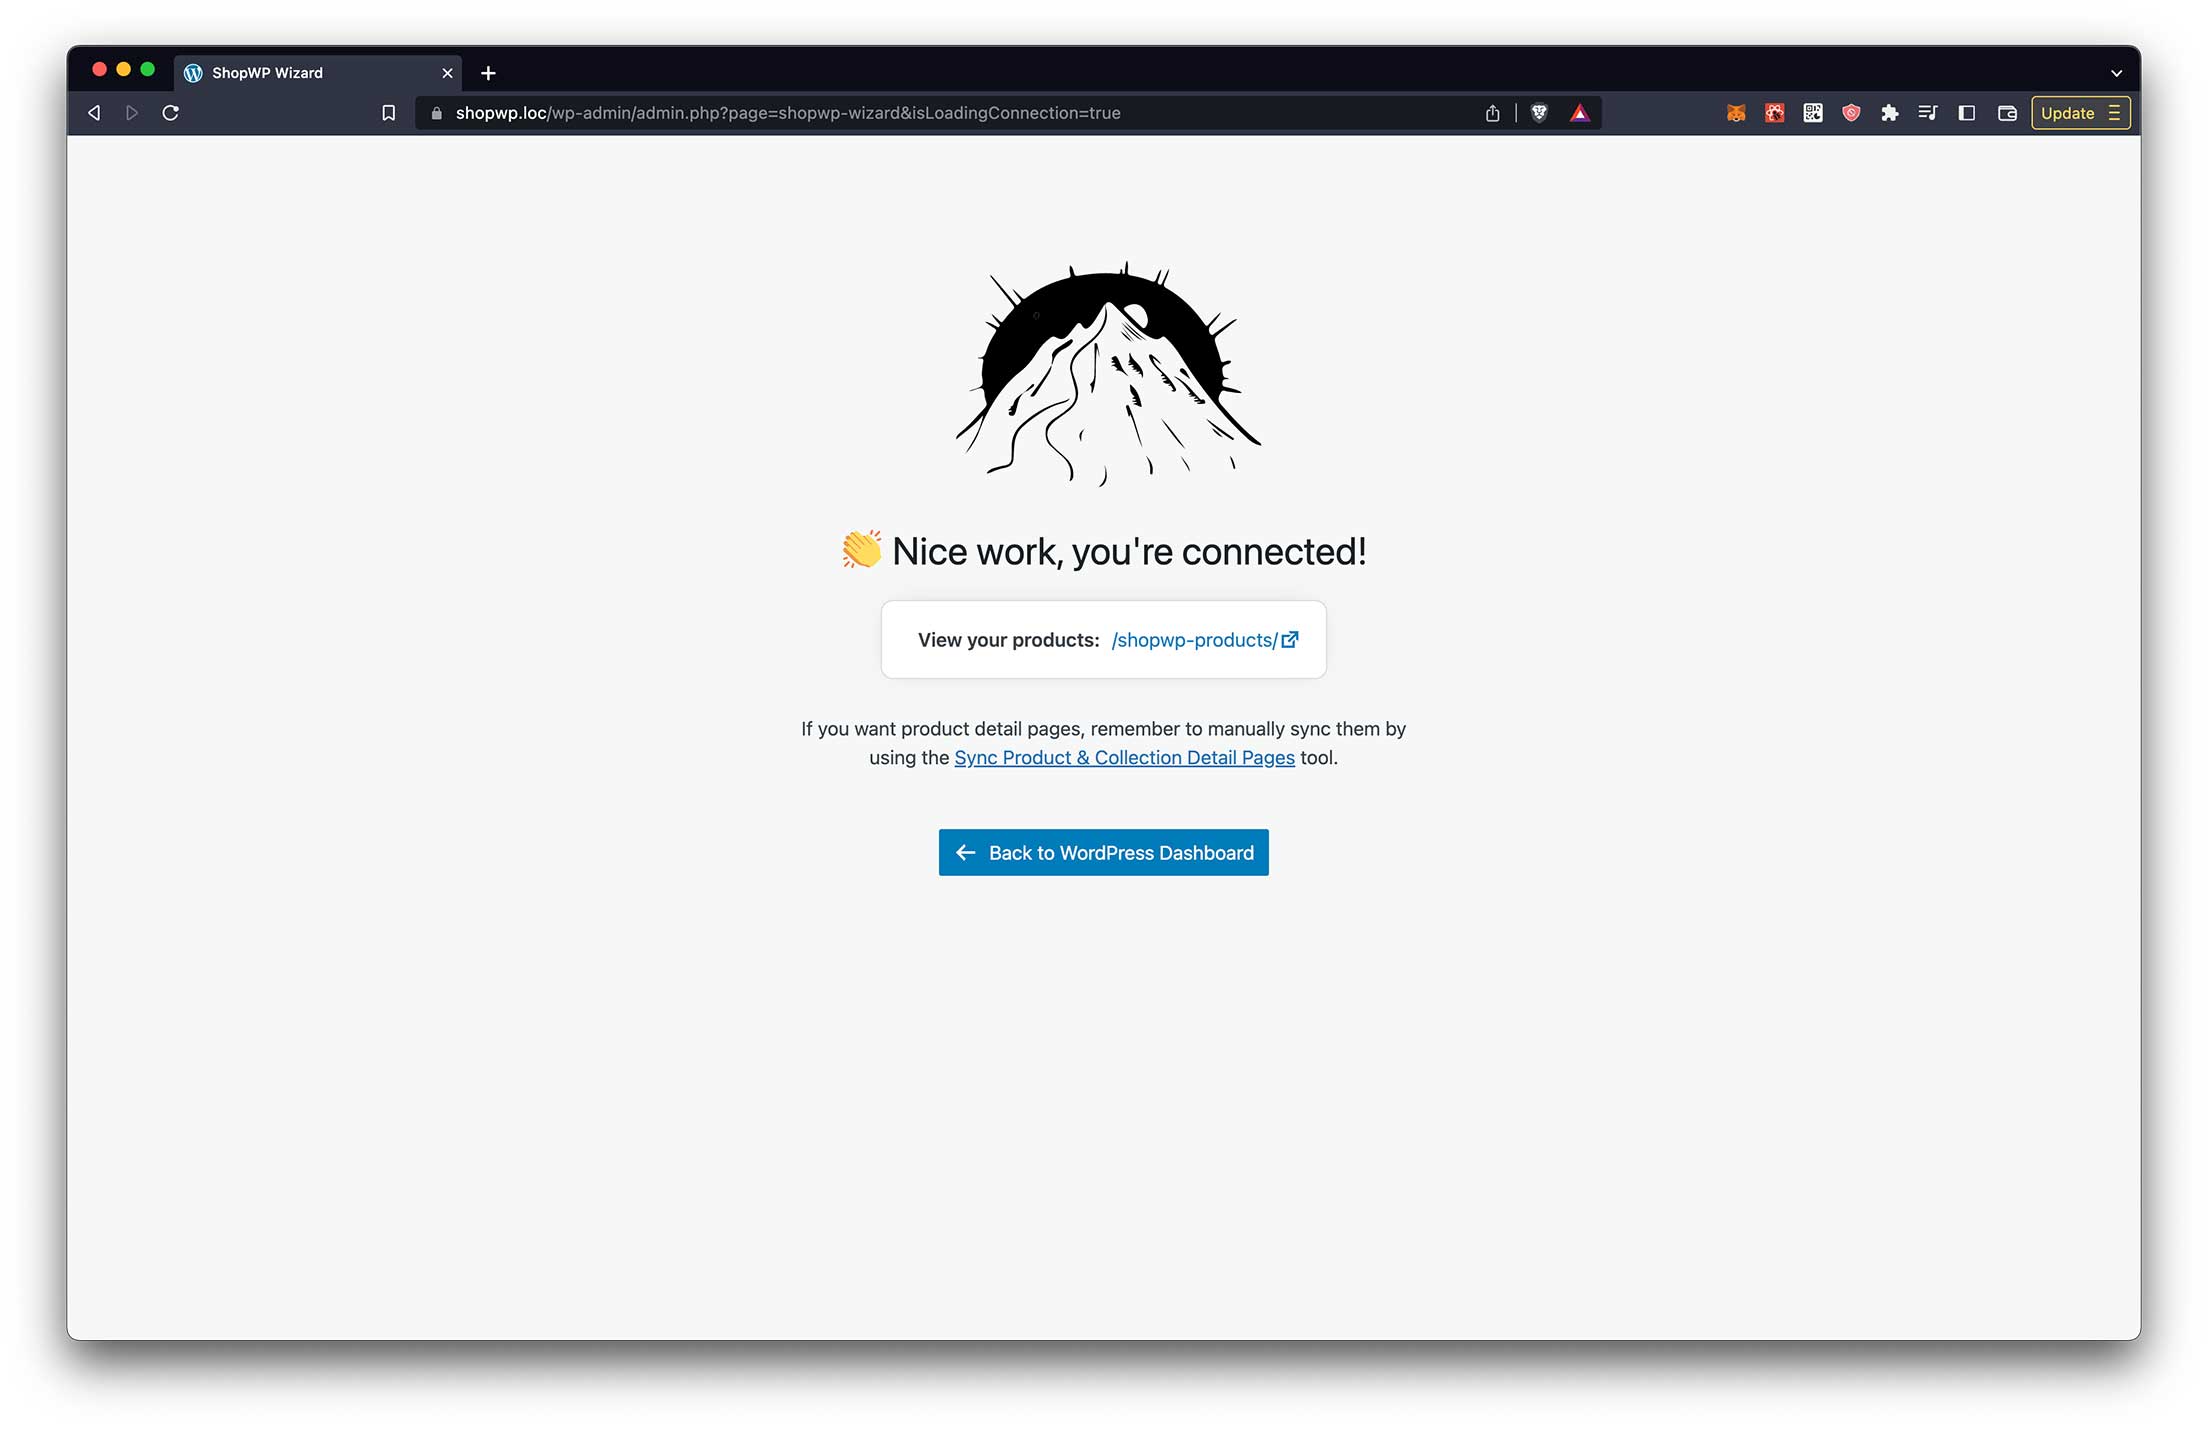 ShopWP Wizard
shopwp.loc/wp-admin/admin.php?page=shopwp-wizard&isLoadingConnection=true
Update
👏 Nice work, you're connected!
View your products: /shopwp-products/
If you want product detail pages, remember to manually sync them by
using the Sync Product & Collection Detail Pages tool.
← Back to WordPress Dashboard